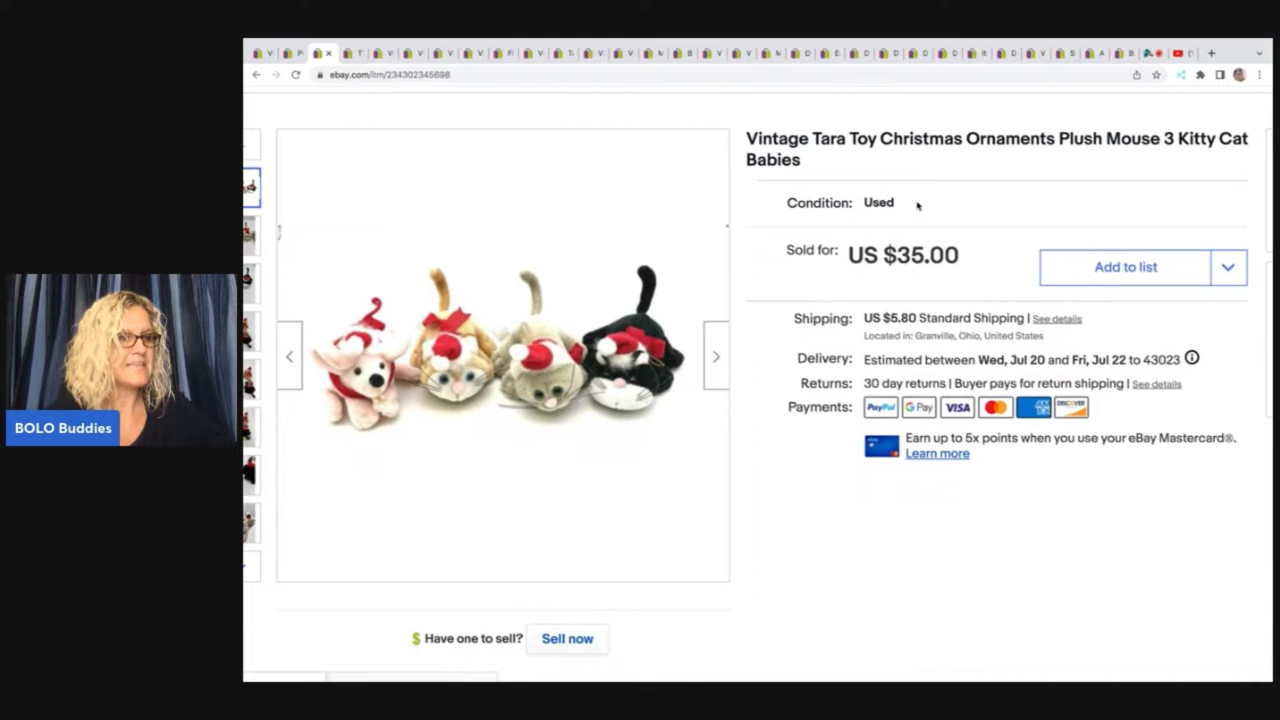 ebay.com/itm/234302345698
Vintage Tara Toy Christmas Ornaments Plush Mouse 3 Kitty Cat
Babies
Condition: Used
Sold for: US $35.00
Add to list
Shipping: US $5.80 Standard Shipping | See details
Located in: Granville, Ohio, United States
Delivery: Estimated between Wed, Jul 20 and Fri, Jul 22 to 43023
Returns: 30 day returns | Buyer pays for return shipping | See details
Payments: PayPal G Pay VISA DISCOVER
Earn up to 5x points when you use your eBay Mastercard®.
Learn more
BOLO Buddies
Have one to sell? Sell now